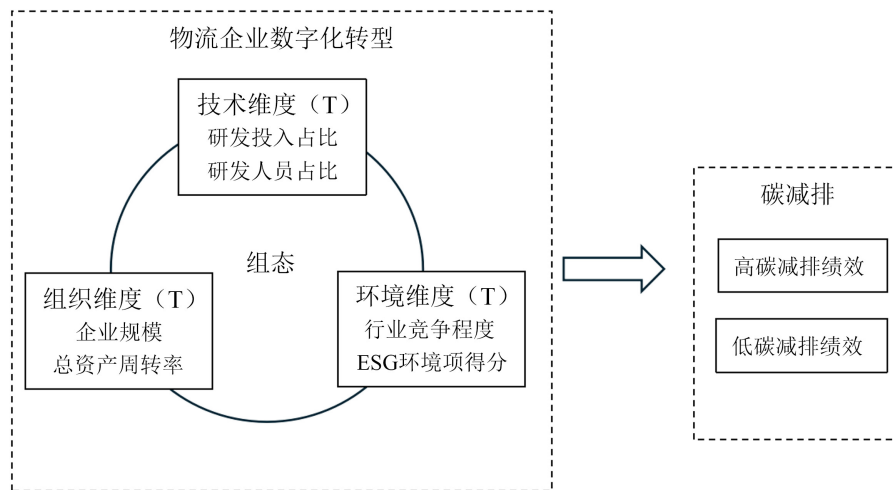 物流企业数字化转型
技术维度（T）
研发投入占比
研发人员占比
组态
组织维度（T）
企业规模
总资产周转率
环境维度（T）
行业竞争程度
ESG环境项得分
碳减排
高碳减排绩效
低碳减排绩效